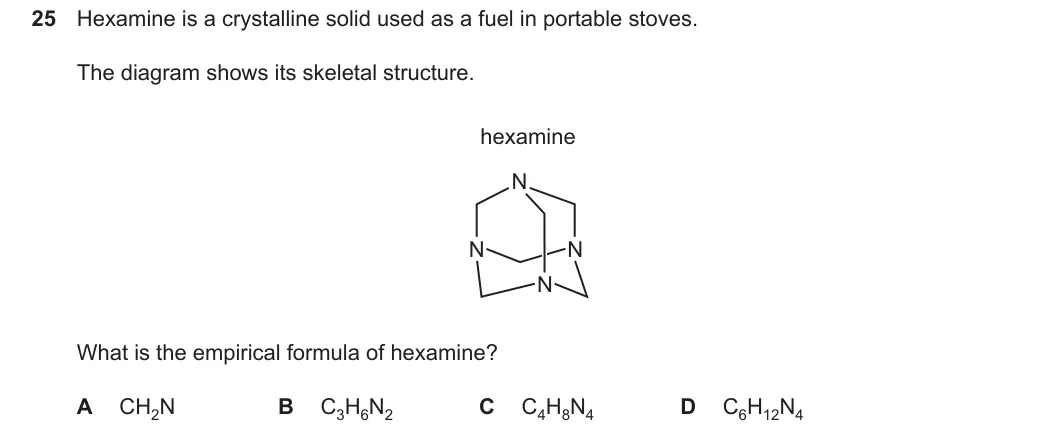 25 Hexamine is a crystalline solid used as a fuel in portable stoves.
The diagram shows its skeletal structure.
hexamine
N
N N
N
What is the empirical formula of hexamine?
A CH₂N B C₃H₆N₂ C C₄H₈N₄ D C₆H₁₂N₄